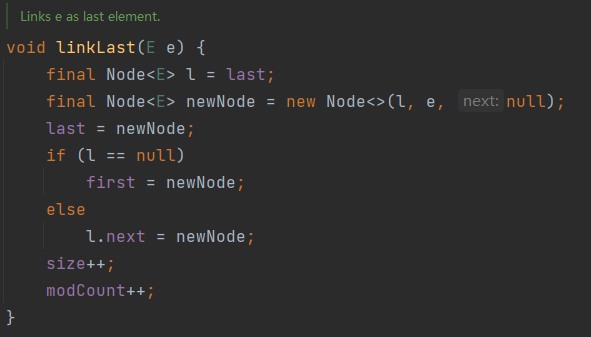 Links e as last element.
void linkLast(E e) {
    final Node<E> l = last;
    final Node<E> newNode = new Node<>(l, e, next: null);
    last = newNode;
    if (l == null)
        first = newNode;
    else
        l.next = newNode;
    size++;
    modCount++;
}